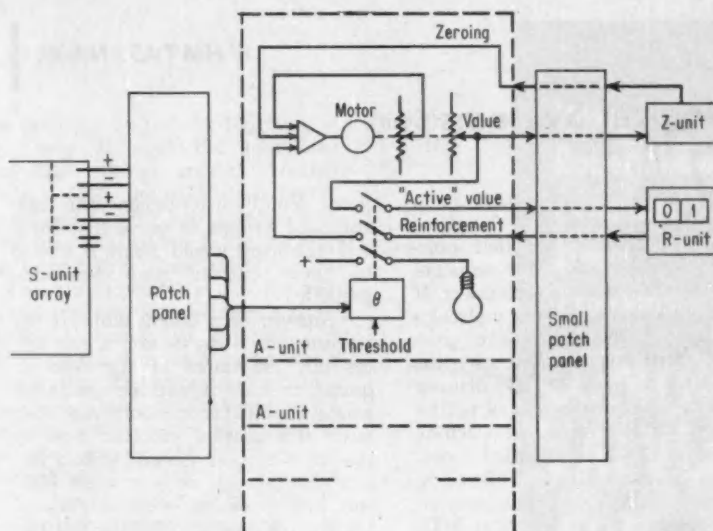 Zeroing
Motor
Value
Z-unit
+
−
+
−
"Active" value
0 1
Reinforcement
R-unit
+
S-unit
array
Patch
panel
θ
Threshold
Small
patch
panel
A-unit
A-unit